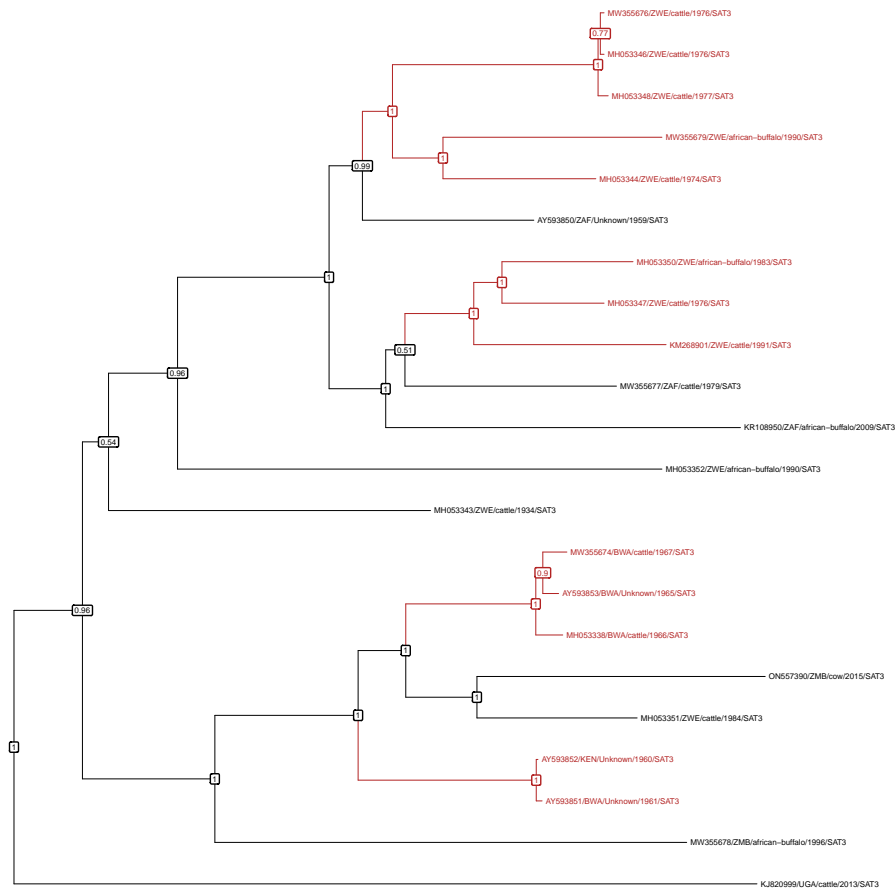 MW355676/ZWE/cattle/1976/SAT3
0.77
MH053346/ZWE/cattle/1976/SAT3
1
MH053348/ZWE/cattle/1977/SAT3
1
MW355679/ZWE/african−buffalo/1990/SAT3
1
0.99
MH053344/ZWE/cattle/1974/SAT3
AY593850/ZAF/Unknown/1959/SAT3
MH053350/ZWE/african−buffalo/1983/SAT3
1
1
MH053347/ZWE/cattle/1976/SAT3
1
KM268901/ZWE/cattle/1991/SAT3
0.51
0.96
MW355677/ZAF/cattle/1979/SAT3
1
KR108950/ZAF/african−buffalo/2009/SAT3
0.54
MH053352/ZWE/african−buffalo/1990/SAT3
MH053343/ZWE/cattle/1934/SAT3
MW355674/BWA/cattle/1967/SAT3
0.9
AY593853/BWA/Unknown/1965/SAT3
1
0.96
MH053338/BWA/cattle/1966/SAT3
1
ON557390/ZMB/cow/2015/SAT3
1
1
MH053351/ZWE/cattle/1984/SAT3
1
AY593852/KEN/Unknown/1960/SAT3
1
1
AY593851/BWA/Unknown/1961/SAT3
MW355678/ZMB/african−buffalo/1996/SAT3
KJ820999/UGA/cattle/2013/SAT3